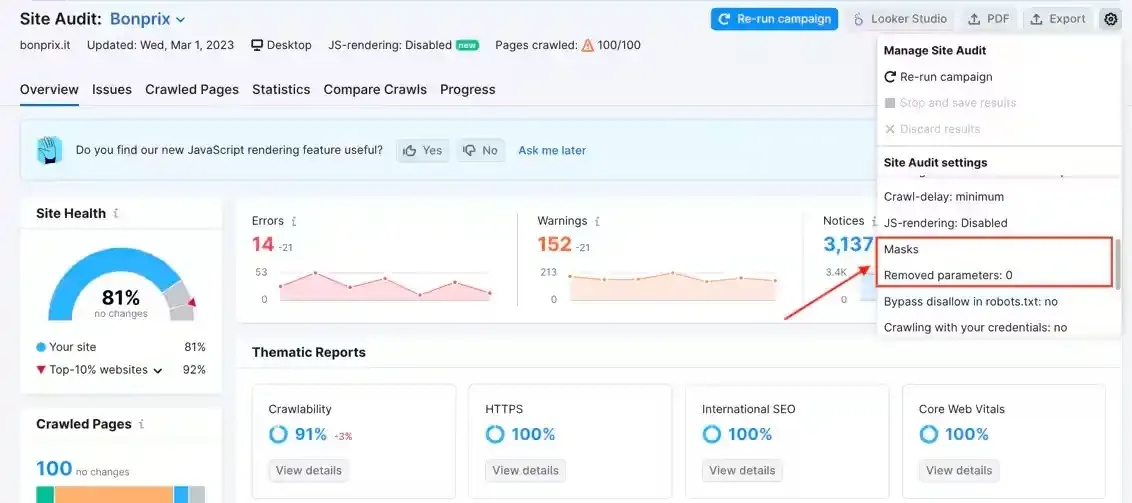 Site Audit: Bonprix
Re-run campaign
Looker Studio
PDF
Export
bonprix.it Updated: Wed, Mar 1, 2023 Desktop JS-rendering: Disabled new Pages crawled: 100/100
Overview Issues Crawled Pages Statistics Compare Crawls Progress
Manage Site Audit
Re-run campaign
Stop and save results
Discard results
Site Audit settings
Crawl-delay: minimum
JS-rendering: Disabled
Masks
Removed parameters: 0
Bypass disallow in robots.txt: no
Crawling with your credentials: no
Do you find our new JavaScript rendering feature useful? Yes No Ask me later
Site Health i
81%
no changes
Your site 81%
Top-10% websites 92%
Crawled Pages i
100 no changes
Errors i
14 -21
53
0
Warnings i
152 -21
213
0
Notices i
3,137
3.4K
0
Thematic Reports
Crawlability
91% -3%
View details
HTTPS
100%
View details
International SEO
100%
View details
Core Web Vitals
100%
View details